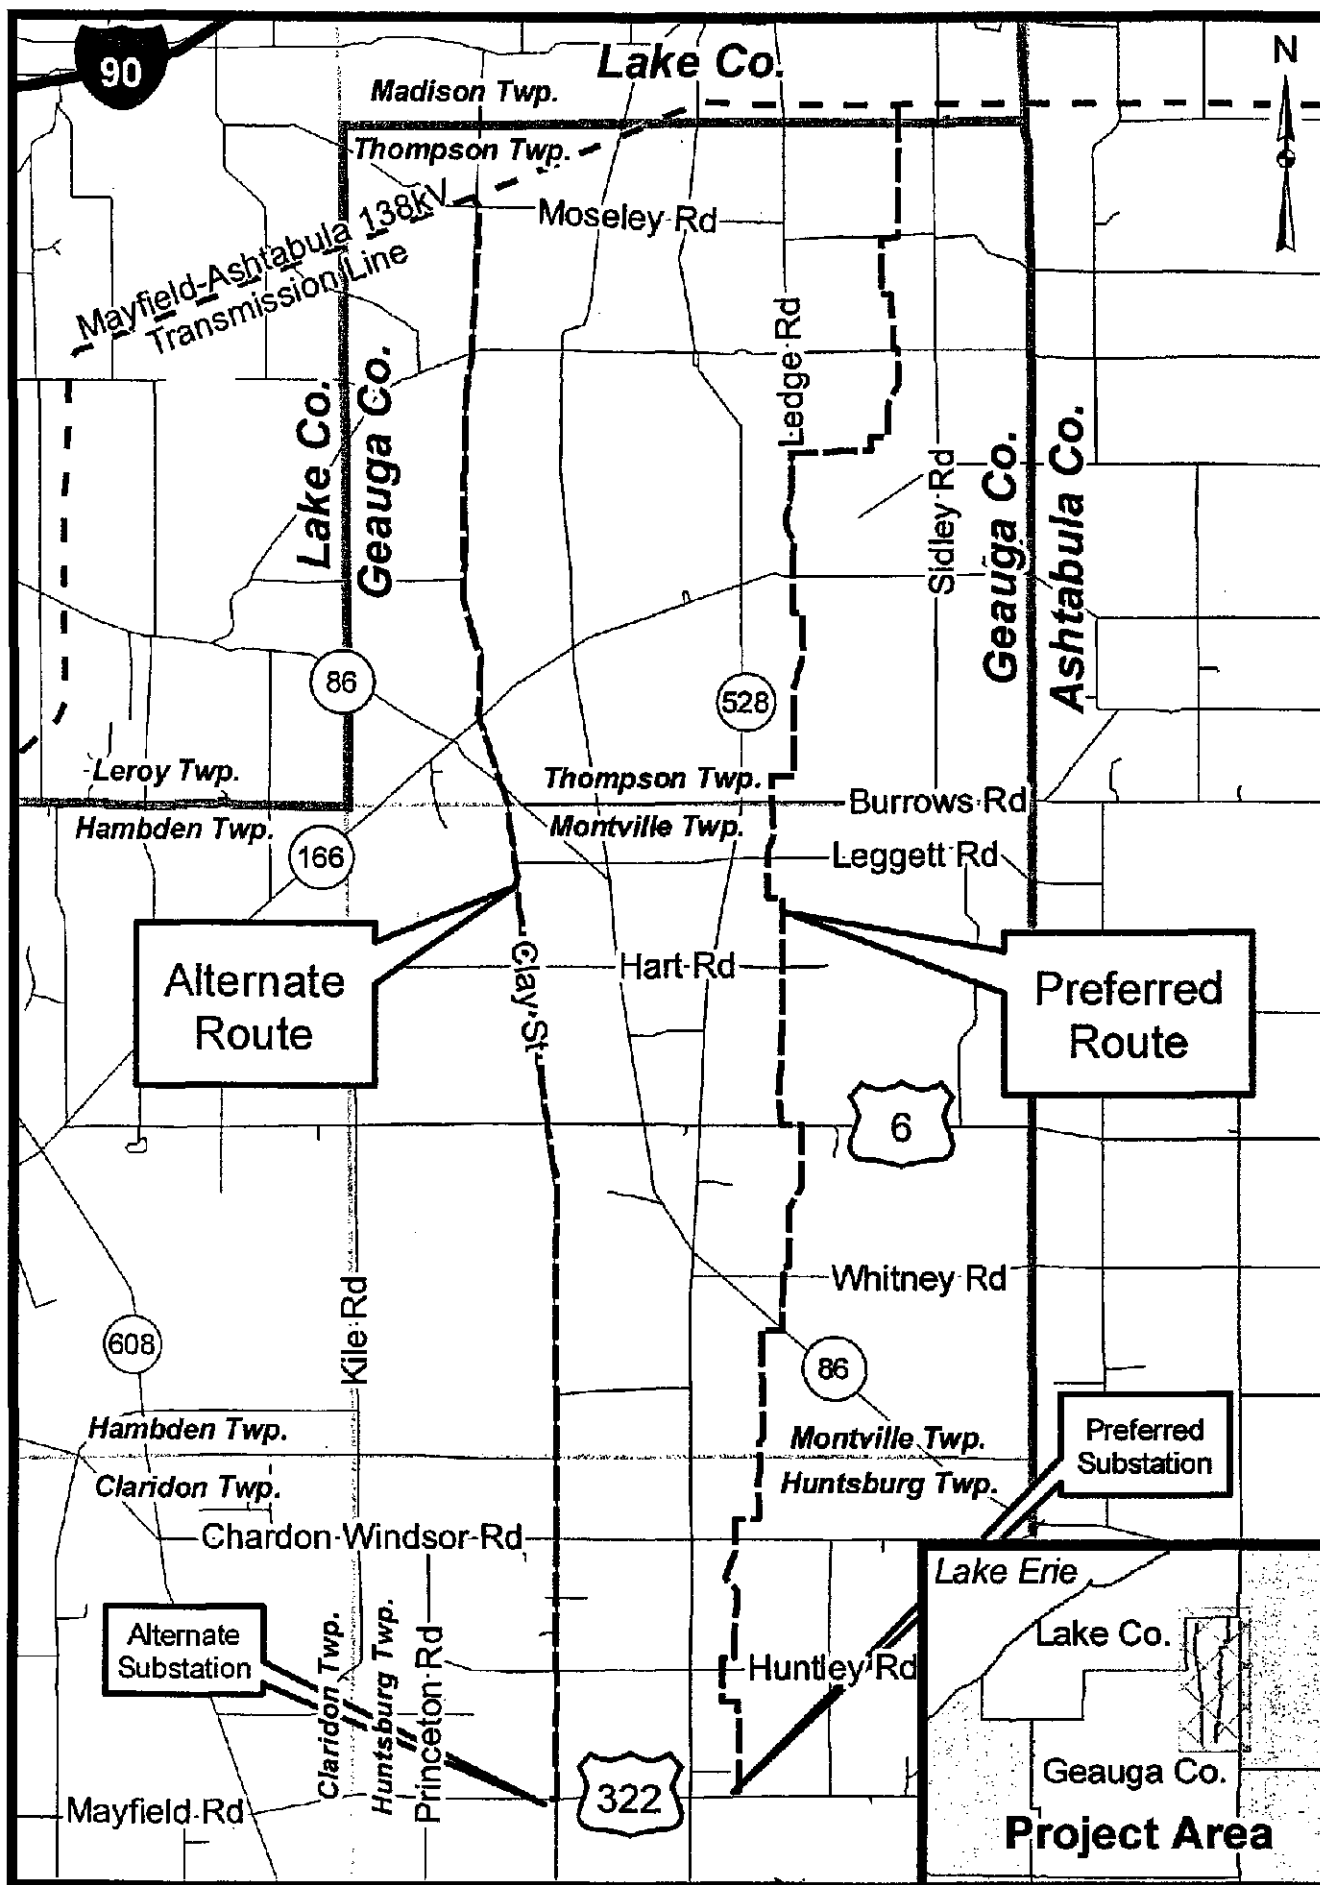 90
Lake Co.
N
Madison Twp.
Thompson Twp.
Moseley Rd
Mayfield-Ashtabula 138kV
Transmission Line
Ledge Rd
Lake Co.
Geauga Co.
Sidley Rd
Geauga Co.
Ashtabula Co.
86
528
Leroy Twp.
Thompson Twp.
Burrows Rd
Hambden Twp.
Montville Twp.
166
Leggett Rd
Alternate
Route
Clay St
Hart Rd
Preferred
Route
6
Kile Rd
Whitney Rd
608
86
Hambden Twp.
Montville Twp.
Preferred
Substation
Claridon Twp.
Huntsburg Twp.
Chardon-Windsor Rd
Alternate
Substation
Claridon Twp.
Huntsburg Twp.
Princeton Rd
Huntley Rd
322
Mayfield Rd
Lake Erie
Lake Co.
Geauga Co.
Project Area